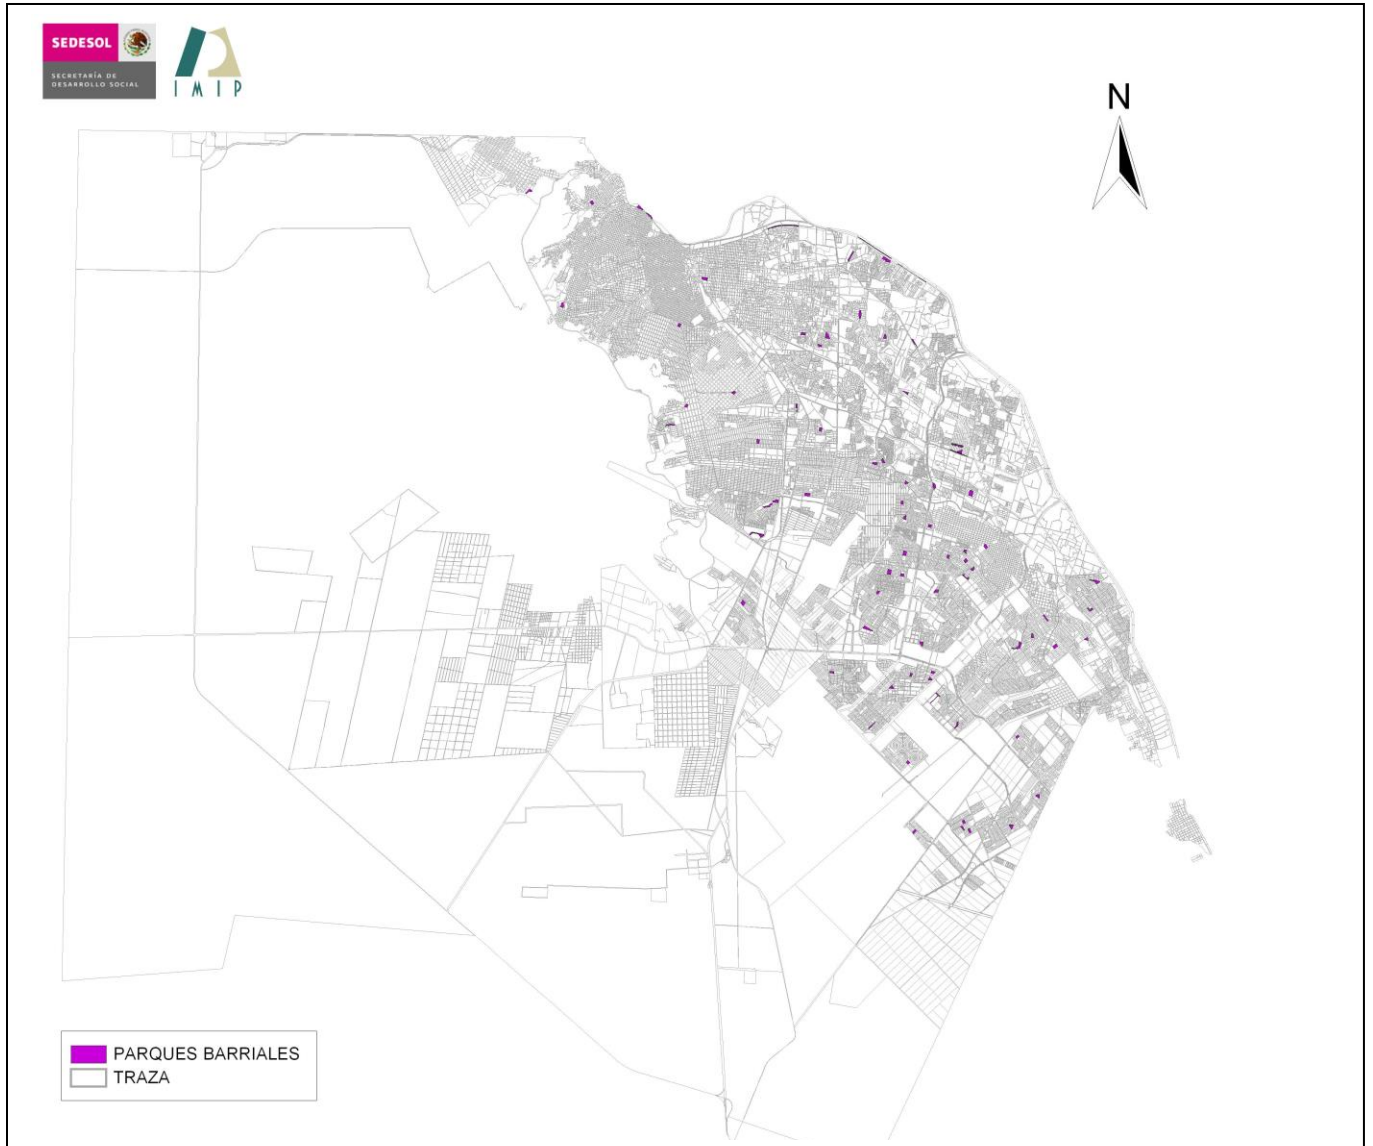 SEDESOL
SECRETARÍA DE
DESARROLLO SOCIAL
IMIP
N
PARQUES BARRIALES
TRAZA